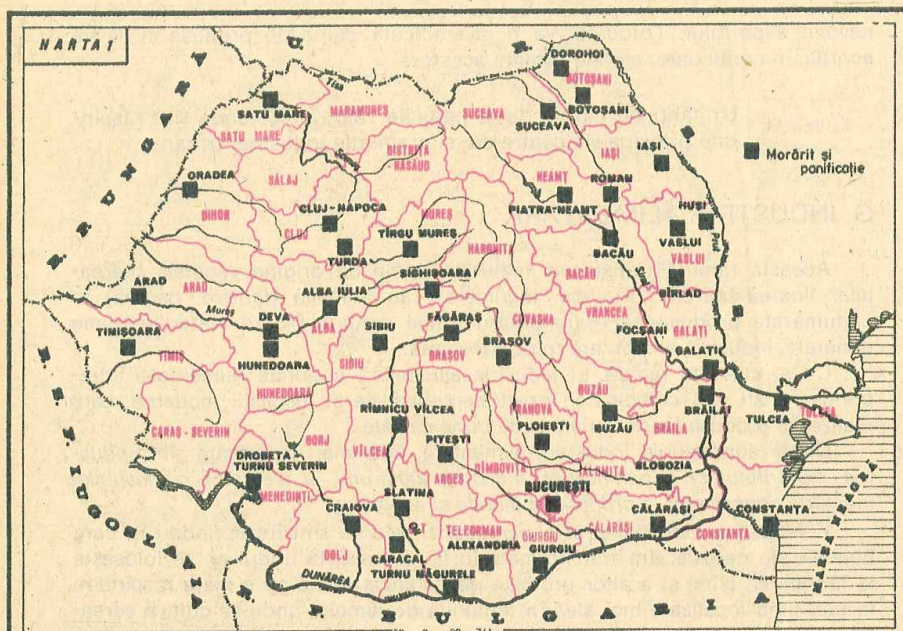 HARTA 1
U
R
S
S
UNGARIA
IUGOSLAVIA
BULGARIA
MAREA NEAGRĂ
Morărit și
panificație
DOROHOI
BOTOȘANI
BOTOȘANI
SUCEAVA
SUCEAVA
Tisa
MARAMUREȘ
SATU MARE
SATU MARE
BISTRIȚA
NĂSĂUD
SĂLAJ
IAȘI
IAȘI
NEAMȚ
ROMAN
PIATRA-NEAMȚ
ORADEA
BIHOR
CLUJ-NAPOCA
CLUJ
MUREȘ
TÎRGU MUREȘ
TURDA
HARGHITA
BACĂU
BACĂU
HUȘI
Prut
VASLUI
VASLUI
BÎRLAD
SIGHIȘOARA
ARAD
ARAD
ALBA IULIA
ALBA
Mureș
DEVA
TIMIȘOARA
TIMIȘ
HUNEDOARA
HUNEDOARA
SIBIU
SIBIU
FĂGĂRAȘ
COVASNA
BRAȘOV
BRAȘOV
VRANCEA
FOCȘANI
GALAȚI
GALAȚI
BUZĂU
BUZĂU
BRĂILA
BRĂILA
TULCEA
TULCEA
CARAȘ-SEVERIN
GORJ
RÎMNICU VÎLCEA
VÎLCEA
PITEȘTI
ARGEȘ
DÎMBOVIȚA
PRAHOVA
PLOIEȘTI
IALOMIȚA
SLOBOZIA
DROBETA
TURNU SEVERIN
MEHEDINȚI
BUCUREȘTI
SLATINA
OLT
CRAIOVA
DOLJ
CARACAL
TELEORMAN
ALEXANDRIA
TURNU MĂGURELE
GIURGIU
GIURGIU
CĂLĂRAȘI
CĂLĂRAȘI
CONSTANȚA
CONSTANȚA
DUNĂREA